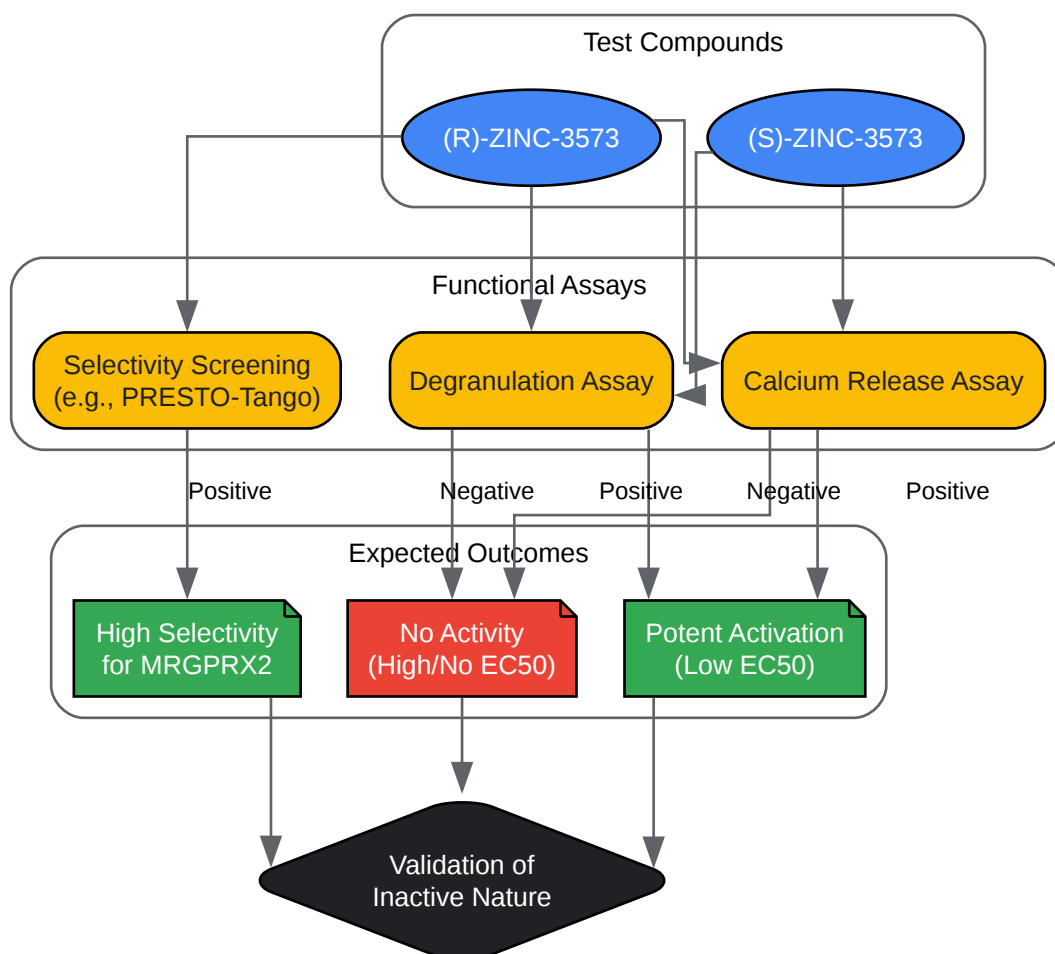 Test Compounds
(R)-ZINC-3573
(S)-ZINC-3573
Functional Assays
Selectivity Screening
(e.g., PRESTO-Tango)
Degranulation Assay
Calcium Release Assay
Positive
Negative
Positive
Negative
Positive
Expected Outcomes
High Selectivity
for MRGPRX2
No Activity
(High/No EC50)
Potent Activation
(Low EC50)
Validation of
Inactive Nature